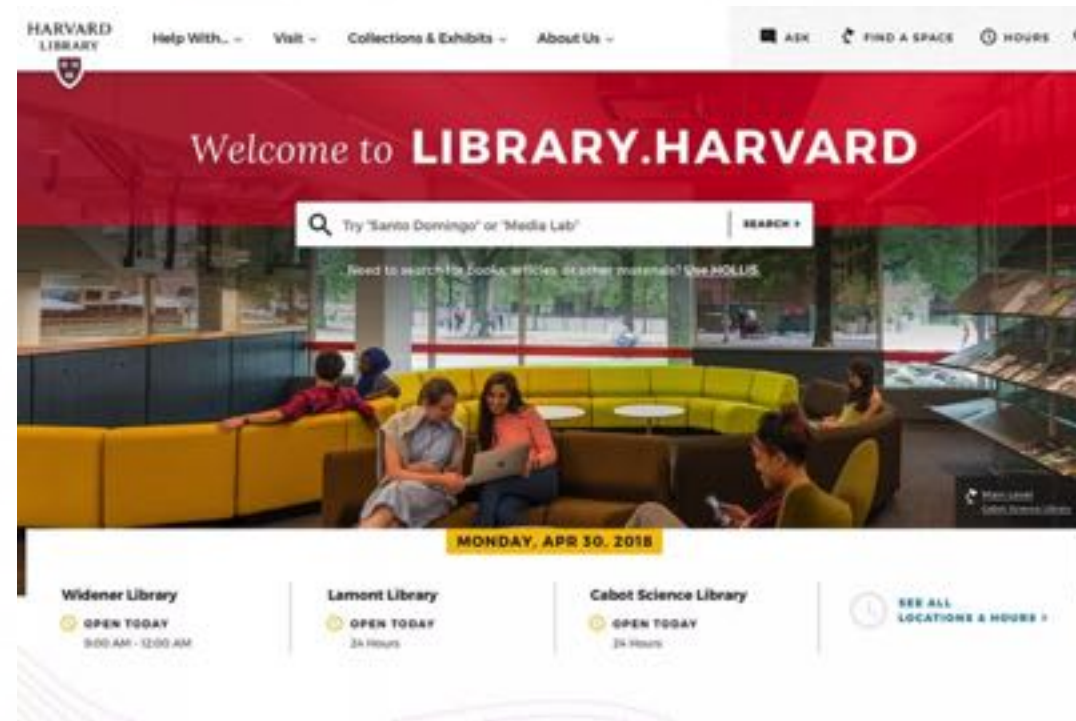 HARVARD
LIBRARY
Help With... Visit Collections & Exhibits About Us ASK FIND A SPACE HOURS
Welcome to LIBRARY.HARVARD
Try "Santo Domingo" or "Media Lab" SEARCH
Need to search for books, articles, or other materials? Use HOLLIS.
Main Level
Cabot Science Library
MONDAY, APR 30, 2018
Widener Library Lamont Library Cabot Science Library
OPEN TODAY OPEN TODAY OPEN TODAY
9:00 AM - 12:00 AM 24 Hours 24 Hours
SEE ALL
LOCATIONS & HOURS >